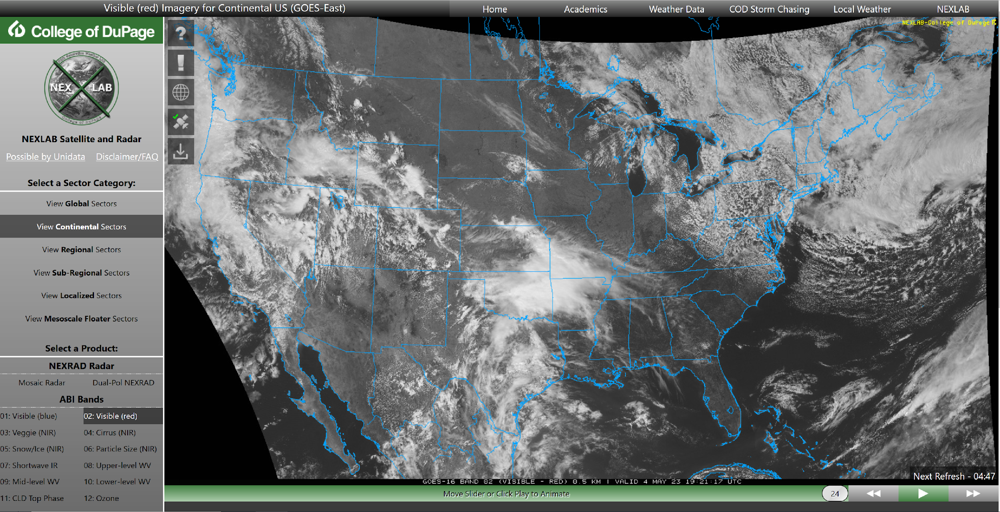 Visible (red) Imagery for Continental US (GOES-East)
Home Academics Weather Data COD Storm Chasing Local Weather NEXLAB
College of DuPage
NEXLAB-College of DuPage
?
!
Next Generation Weather Lab
NEX LAB
College of DuPage
NEXLAB Satellite and Radar
Possible by Unidata Disclaimer/FAQ
Select a Sector Category:
View Global Sectors
View Continental Sectors
View Regional Sectors
View Sub-Regional Sectors
View Localized Sectors
View Mesoscale Floater Sectors
Select a Product:
NEXRAD Radar
Mosaic Radar Dual-Pol NEXRAD
ABI Bands
01: Visible (blue) 02: Visible (red)
03: Veggie (NIR) 04: Cirrus (NIR)
05: Snow/Ice (NIR) 06: Particle Size (NIR)
07: Shortwave IR 08: Upper-level WV
09: Mid-level WV 10: Lower-level WV
11: CLD Top Phase 12: Ozone
Next Refresh - 04:47
GOES-16 BAND 02 (VISIBLE - RED) 0.5 KM | VALID 4 MAY 23 19:21:17 UTC
Move Slider or Click Play to Animate
24